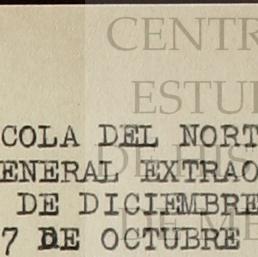 CENTR
ESTU
COLA DEL NORT
ENERAL EXTRAO
DE DICIEMBRE
7 DE OCTUBRE